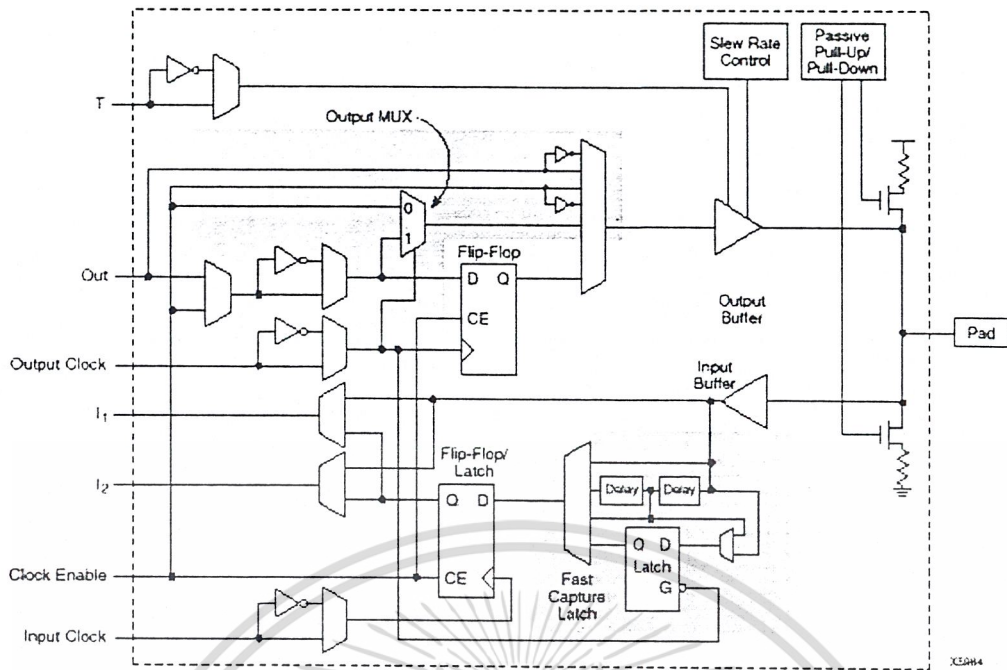 Slew Rate
Control
Passive
Pull-Up/
Pull-Down
T
Output MUX
0
1
Flip-Flop
Out
D Q
CE
Output
Buffer
Pad
Output Clock
Input
Buffer
I1
Flip-Flop/
Latch
I2
Delay
Delay
Q D
Q D
Latch
G
Clock Enable
CE
Fast
Capture
Latch
Input Clock